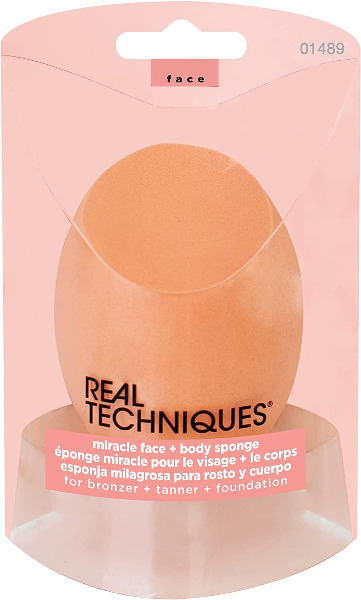 01489
face
REAL
TECHNIQUES®
miracle face + body sponge
éponge miracle pour le visage + le corps
esponja milagrosa para rosto y cuerpo
for bronzer + tanner + foundation